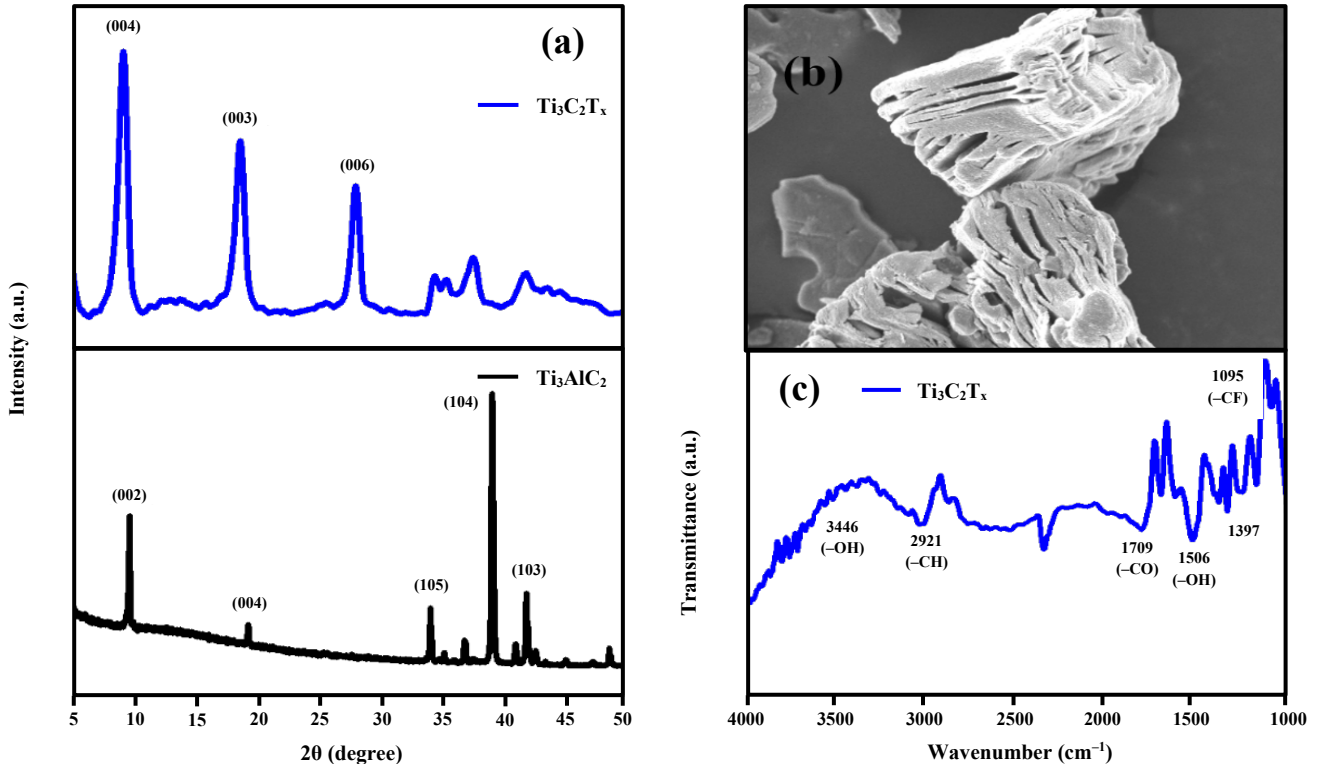 (a)
(004)
(003)
(006)
Ti₃C₂Tₓ
Ti₃AlC₂
(002)
(004)
(105)
(104)
(103)
Intensity (a.u.)
5 10 15 20 25 30 35 40 45 50
2θ (degree)
(b)
(c)
Ti₃C₂Tₓ
1095
(–CF)
3446
(–OH)
2921
(–CH)
1709
(–CO)
1506
(–OH)
1397
Transmittance (a.u.)
4000 3500 3000 2500 2000 1500 1000
Wavenumber (cm⁻¹)